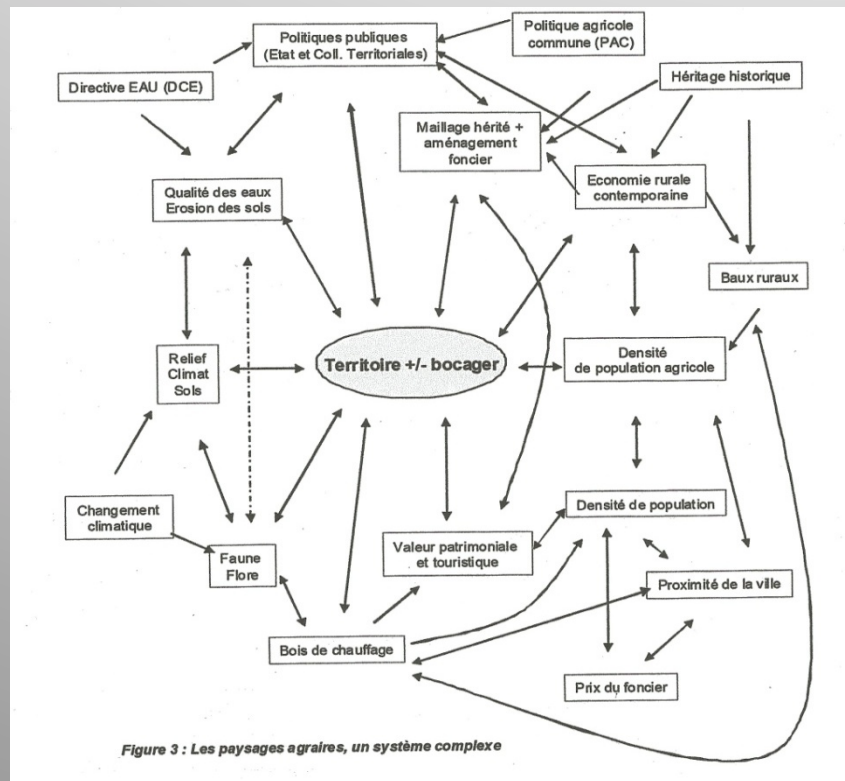 Politiques publiques
(Etat et Coll. Territoriales)
Politique agricole
commune (PAC)
Directive EAU (DCE)
Héritage historique
Maillage hérité +
aménagement
foncier
Economie rurale
contemporaine
Qualité des eaux
Erosion des sols
Baux ruraux
Relief
Climat
Sols
Territoire +/- bocager
Densité
de population agricole
Changement
climatique
Densité de population
Faune
Flore
Valeur patrimoniale
et touristique
Proximité de la ville
Bois de chauffage
Prix du foncier
Figure 3 : Les paysages agraires, un système complexe